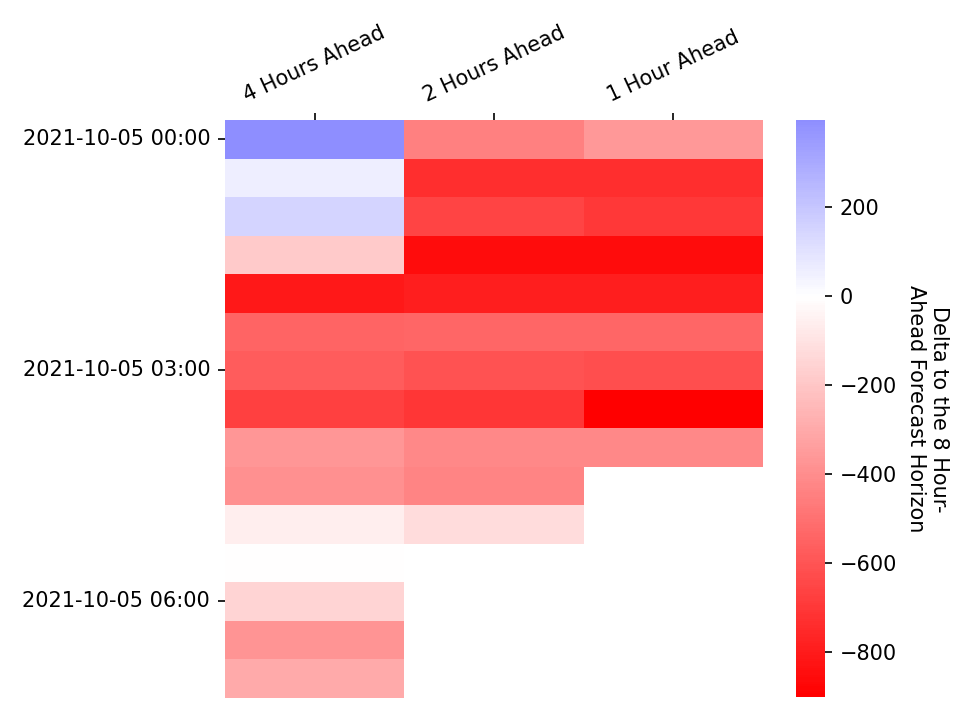 4 Hours Ahead
2 Hours Ahead
1 Hour Ahead
2021-10-05 00:00
2021-10-05 03:00
2021-10-05 06:00
200
0
−200
−400
−600
−800
Delta to the 8 Hour-
Ahead Forecast Horizon